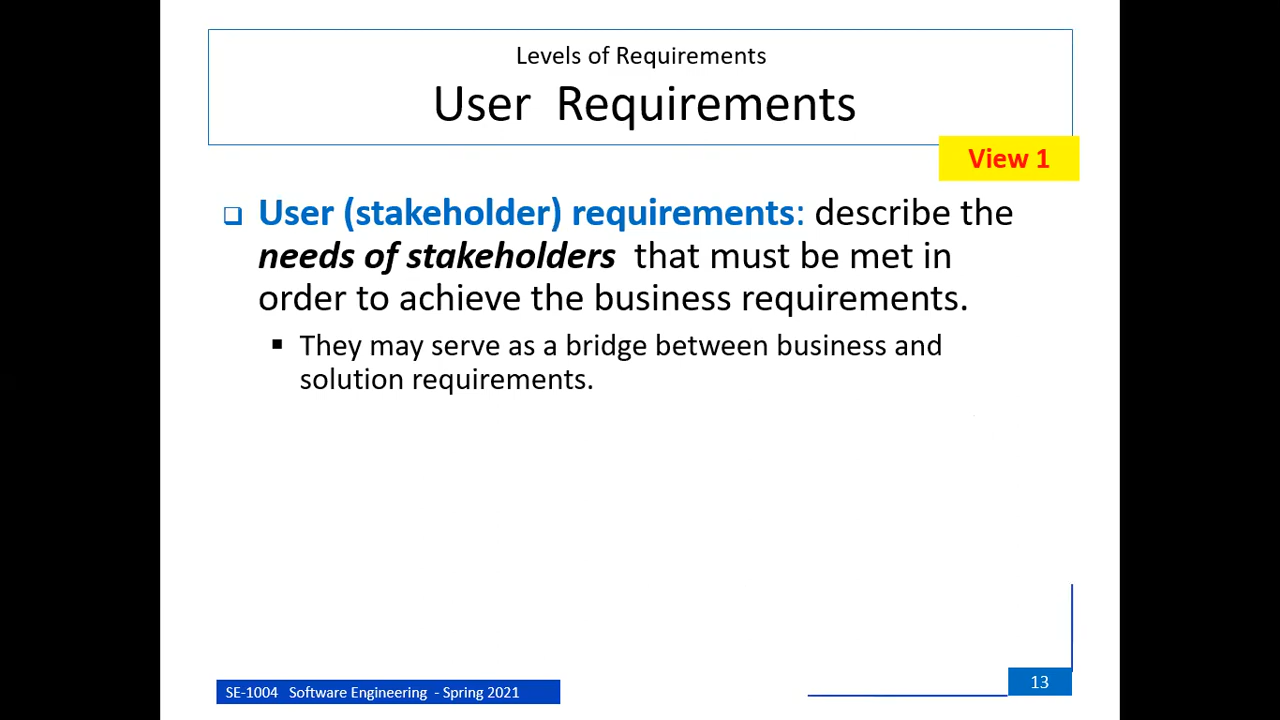 Levels of Requirements
User Requirements
View 1
❑ User (stakeholder) requirements: describe the
needs of stakeholders that must be met in
order to achieve the business requirements.
▪ They may serve as a bridge between business and
solution requirements.
SE-1004 Software Engineering - Spring 2021
13